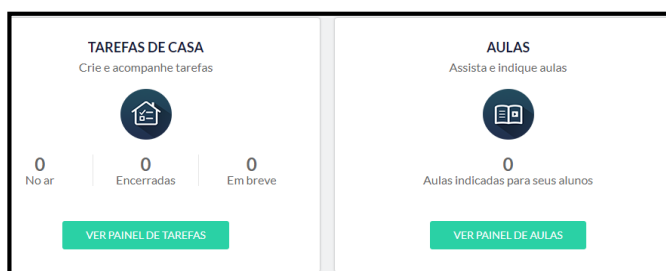 TAREFAS DE CASA
Crie e acompanhe tarefas
0 0 0
No ar Encerradas Em breve
VER PAINEL DE TAREFAS
AULAS
Assista e indique aulas
0
Aulas indicadas para seus alunos
VER PAINEL DE AULAS